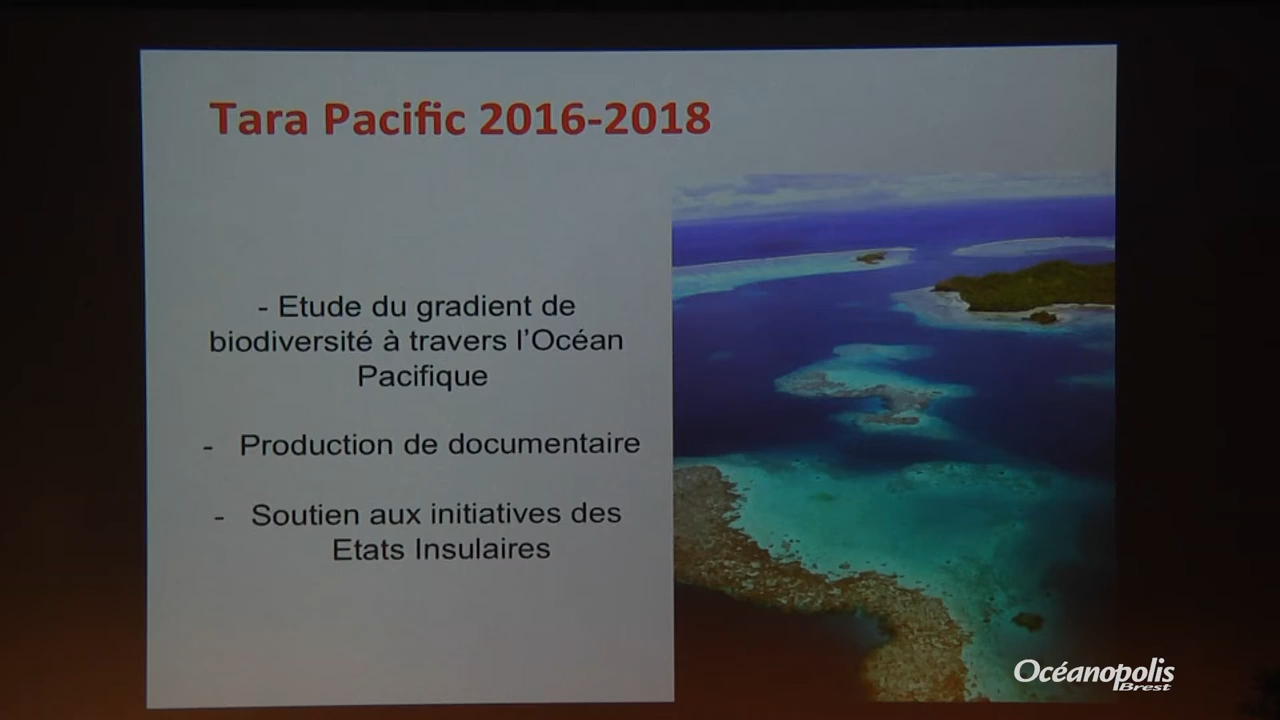 Tara Pacific 2016-2018
- Etude du gradient de
biodiversité à travers l’Océan
Pacifique
- Production de documentaire
- Soutien aux initiatives des
Etats Insulaires
Océanopolis
Brest